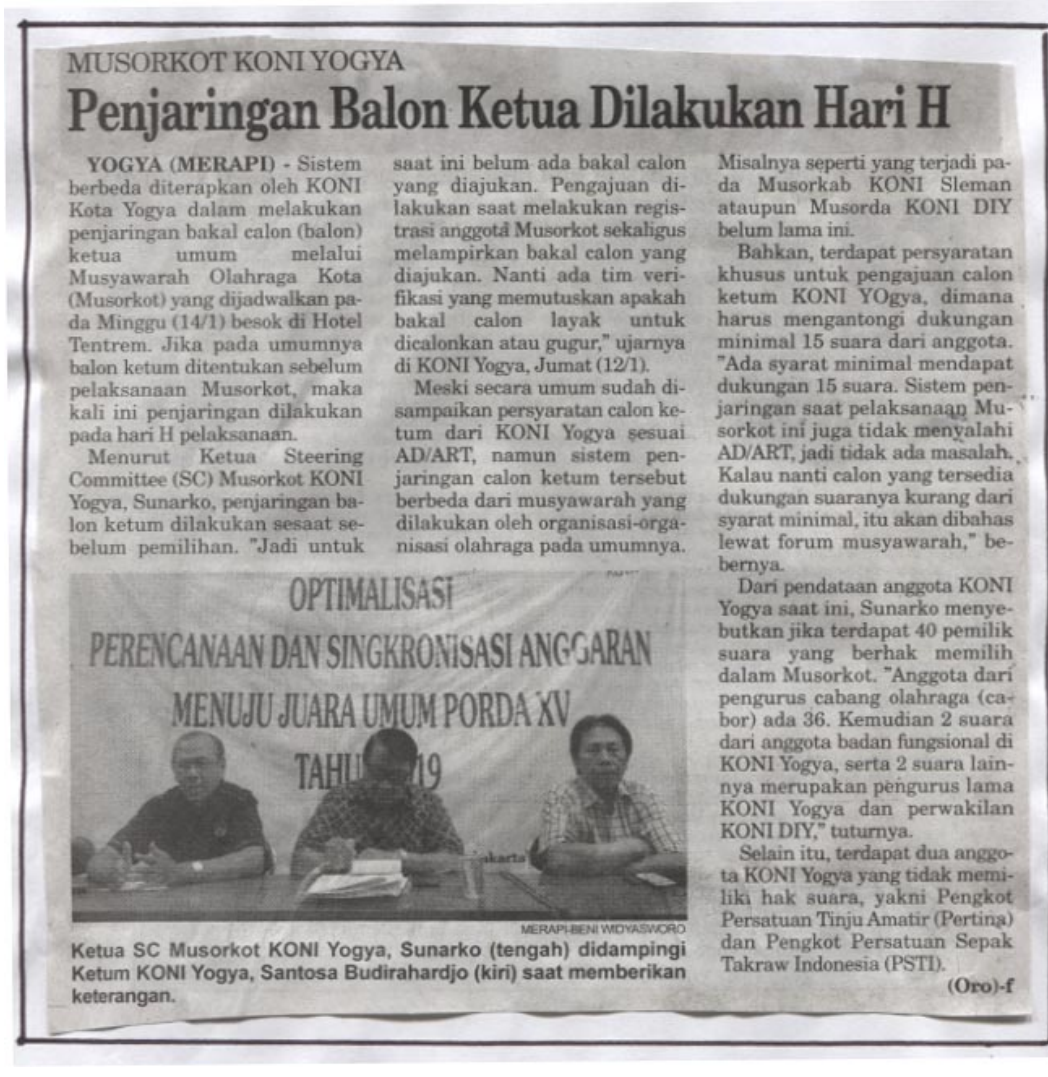 MUSORKOT KONI YOGYA
Penjaringan Balon Ketua Dilakukan Hari H
YOGYA (MERAPI) - Sistem
berbeda diterapkan oleh KONI
Kota Yogya dalam melakukan
penjaringan bakal calon (balon)
ketua umum melalui
Musyawarah Olahraga Kota
(Musorkot) yang dijadwalkan pa-
da Minggu (14/1) besok di Hotel
Tentrem. Jika pada umumnya
balon ketum ditentukan sebelum
pelaksanaan Musorkot, maka
kali ini penjaringan dilakukan
pada hari H pelaksanaan.
Menurut Ketua Steering
Committee (SC) Musorkot KONI
Yogya, Sunarko, penjaringan ba-
lon ketum dilakukan sesaat se-
belum pemilihan. "Jadi untuk
saat ini belum ada bakal calon
yang diajukan. Pengajuan di-
lakukan saat melakukan regis-
trasi anggota Musorkot sekaligus
melampirkan bakal calon yang
diajukan. Nanti ada tim veri-
fikasi yang memutuskan apakah
bakal calon layak untuk
dicalonkan atau gugur," ujarnya
di KONI Yogya, Jumat (12/1).
Meski secara umum sudah di-
sampaikan persyaratan calon ke-
tum dari KONI Yogya sesuai
AD/ART, namun sistem pen-
jaringan calon ketum tersebut
berbeda dari musyawarah yang
dilakukan oleh organisasi-orga-
nisasi olahraga pada umumnya.
Misalnya seperti yang terjadi pa-
da Musorkab KONI Sleman
ataupun Musorda KONI DIY
belum lama ini.
Bahkan, terdapat persyaratan
khusus untuk pengajuan calon
ketum KONI YOgya, dimana
harus mengantongi dukungan
minimal 15 suara dari anggota.
"Ada syarat minimal mendapat
dukungan 15 suara. Sistem pen-
jaringan saat pelaksanaan Mu-
sorkot ini juga tidak menyalahi
AD/ART, jadi tidak ada masalah.
Kalau nanti calon yang tersedia
dukungan suaranya kurang dari
syarat minimal, itu akan dibahas
lewat forum musyawarah," be-
bernya.
Dari pendataan anggota KONI
Yogya saat ini, Sunarko menye-
butkan jika terdapat 40 pemilik
suara yang berhak memilih
dalam Musorkot. "Anggota dari
pengurus cabang olahraga (ca-
bor) ada 36. Kemudian 2 suara
dari anggota badan fungsional di
KONI Yogya, serta 2 suara lain-
nya merupakan pengurus lama
KONI Yogya dan perwakilan
KONI DIY," tuturnya.
Selain itu, terdapat dua anggo-
ta KONI Yogya yang tidak memi-
liki hak suara, yakni Pengkot
Persatuan Tinju Amatir (Pertina)
dan Pengkot Persatuan Sepak
Takraw Indonesia (PSTI).
(Oro)-f
OPTIMALISASI
PERENCANAAN DAN SINGKRONISASI ANGGARAN
MENUJU JUARA UMUM PORDA XV
TAHU 19
akarta
MERAPI-BENI WIDYASWORO
Ketua SC Musorkot KONI Yogya, Sunarko (tengah) didampingi
Ketum KONI Yogya, Santosa Budirahardjo (kiri) saat memberikan
keterangan.